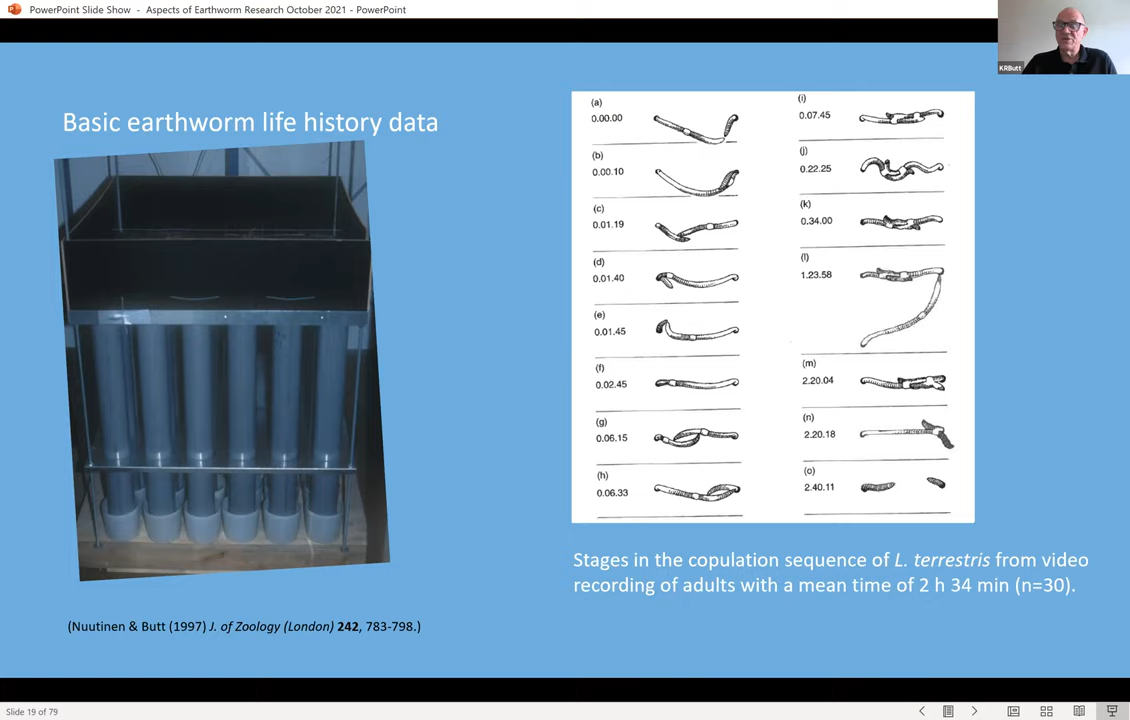 PowerPoint Slide Show - Aspects of Earthworm Research October 2021 - PowerPoint
KRButt
Basic earthworm life history data
(a)
0.00.00
(b)
0.00.10
(c)
0.01.19
(d)
0.01.40
(e)
0.01.45
(f)
0.02.45
(g)
0.06.15
(h)
0.06.33
(i)
0.07.45
(j)
0.22.25
(k)
0.34.00
(l)
1.23.58
(m)
2.20.04
(n)
2.20.18
(o)
2.40.11
Stages in the copulation sequence of L. terrestris from video
recording of adults with a mean time of 2 h 34 min (n=30).
(Nuutinen & Butt (1997) J. of Zoology (London) 242, 783-798.)
Slide 19 of 79